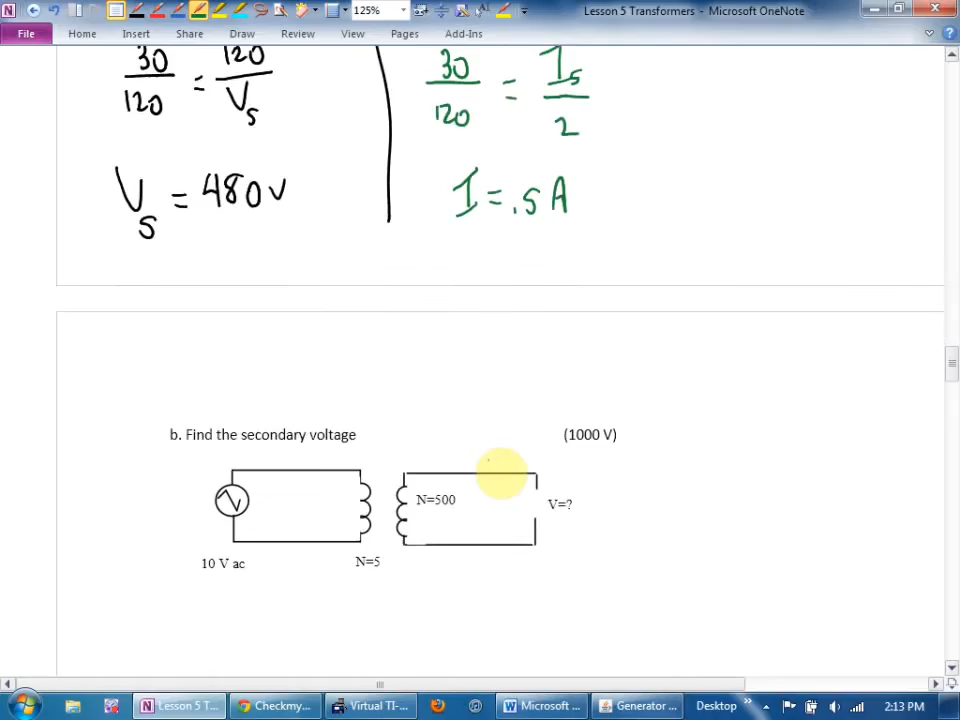 125%
Lesson 5 Transformers - Microsoft OneNote
File Home Insert Share Draw Review View Pages Add-Ins
30/120 = 120/Vs
30/120 = Is/2
Vs = 480v
I = .5A
b. Find the secondary voltage (1000 V)
N=500
V=?
10 V ac
N=5
Lesson 5 T... Checkmy... Virtual TI-... Microsoft ... Generator ... Desktop » 2:13 PM